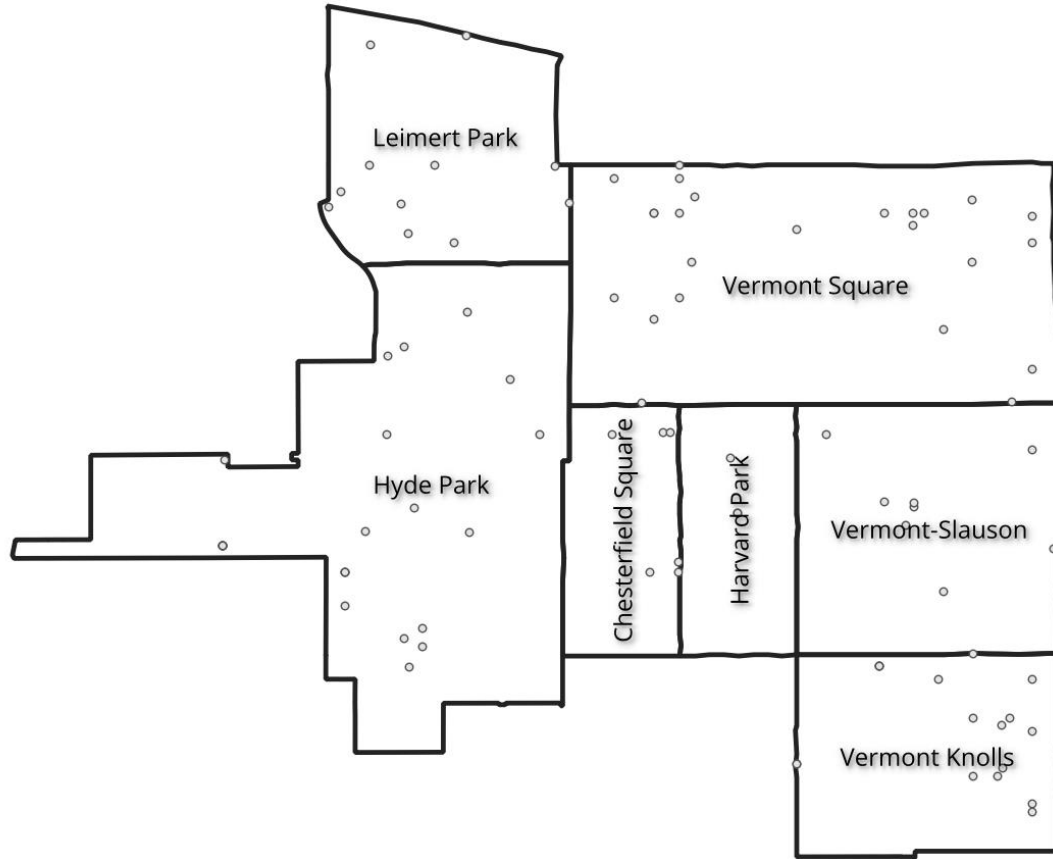 Leimert Park
Vermont Square
Hyde Park
Chesterfield Square
Harvard Park
Vermont-Slauson
Vermont Knolls